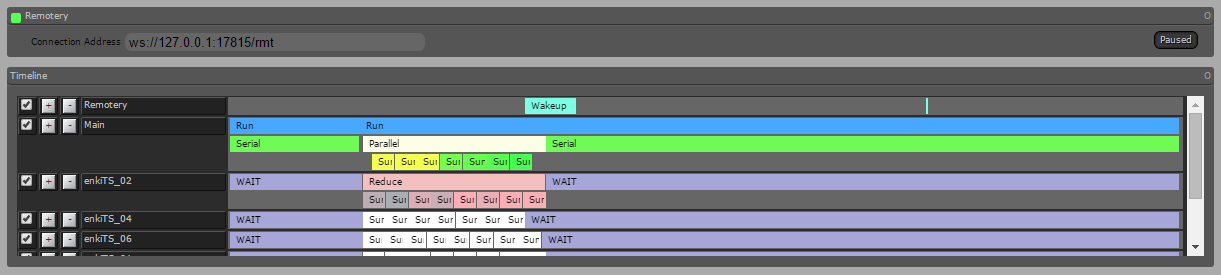 Remotery O
Connection Address ws://127.0.0.1:17815/rmt Paused
Timeline O
+ - Remotery Wakeup
+ - Main Run Run
Serial Parallel Serial
Sur Sur Sur Sur Sur Sur Sur
+ - enkiTS_02 WAIT Reduce WAIT
Sur Sur Sur Sur Sur Sur Sur Sur
+ - enkiTS_04 WAIT Sur Sur Sur Sur Sur Sur Sur WAIT
+ - enkiTS_06 WAIT Sur Sur Sur Sur Sur Sur Sur Sur WAIT